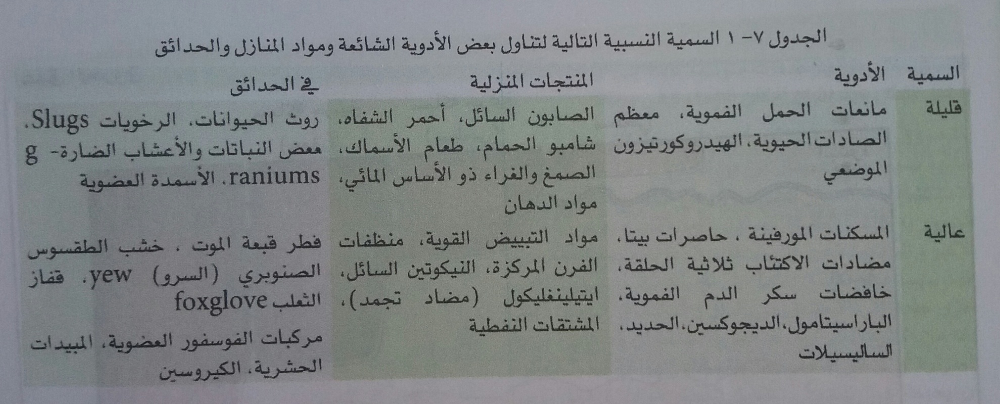 الجدول ٧- ١ السمية النسبية التالية لتناول بعض الأدوية الشائعة ومواد المنازل والحدائق
السمية
الأدوية
المنتجات المنزلية
في الحدائق
قليلة
مانعات الحمل الفموية، معظم
الصادات الحيوية، الهيدروكورتيزون
الموضعي
الصابون السائل، أحمر الشفاه،
شامبو الحمام، طعام الأسماك،
الصمغ والغراء ذو الأساس المائي،
مواد الدهان
روث الحيوانات، الرخويات Slugs،
معض النباتات والأعشاب الضارة- g
raniums، الأسمدة العضوية
عالية
المسكنات المورفينة ، حاصرات بيتا،
مضادات الاكتئاب ثلاثية الحلقة،
خافضات سكر الدم الفموية،
الباراسيتامول، الديجوكسين، الحديد،
الساليسيلات
مواد التبييض القوية، منظفات
الفرن المركزة، النيكوتين السائل،
ايتيلينغليكول (مضاد تجمد)،
المشتقات النفطية
فطر قبعة الموت ، خشب الطقسوس
الصنوبري (السرو) yew، قفاز
الثعلب foxglove
مركبات الفوسفور العضوية، المبيدات
الحشرية، الكيروسين